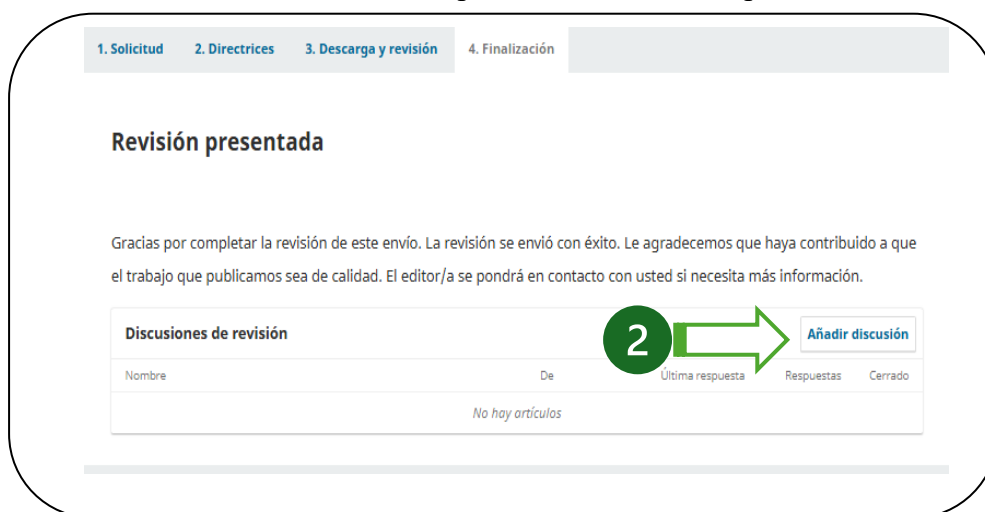 1. Solicitud 2. Directrices 3. Descarga y revisión 4. Finalización
Revisión presentada
Gracias por completar la revisión de este envío. La revisión se envió con éxito. Le agradecemos que haya contribuido a que
el trabajo que publicamos sea de calidad. El editor/a se pondrá en contacto con usted si necesita más información.
Discusiones de revisión 2 Añadir discusión
Nombre De Última respuesta Respuestas Cerrado
No hay artículos